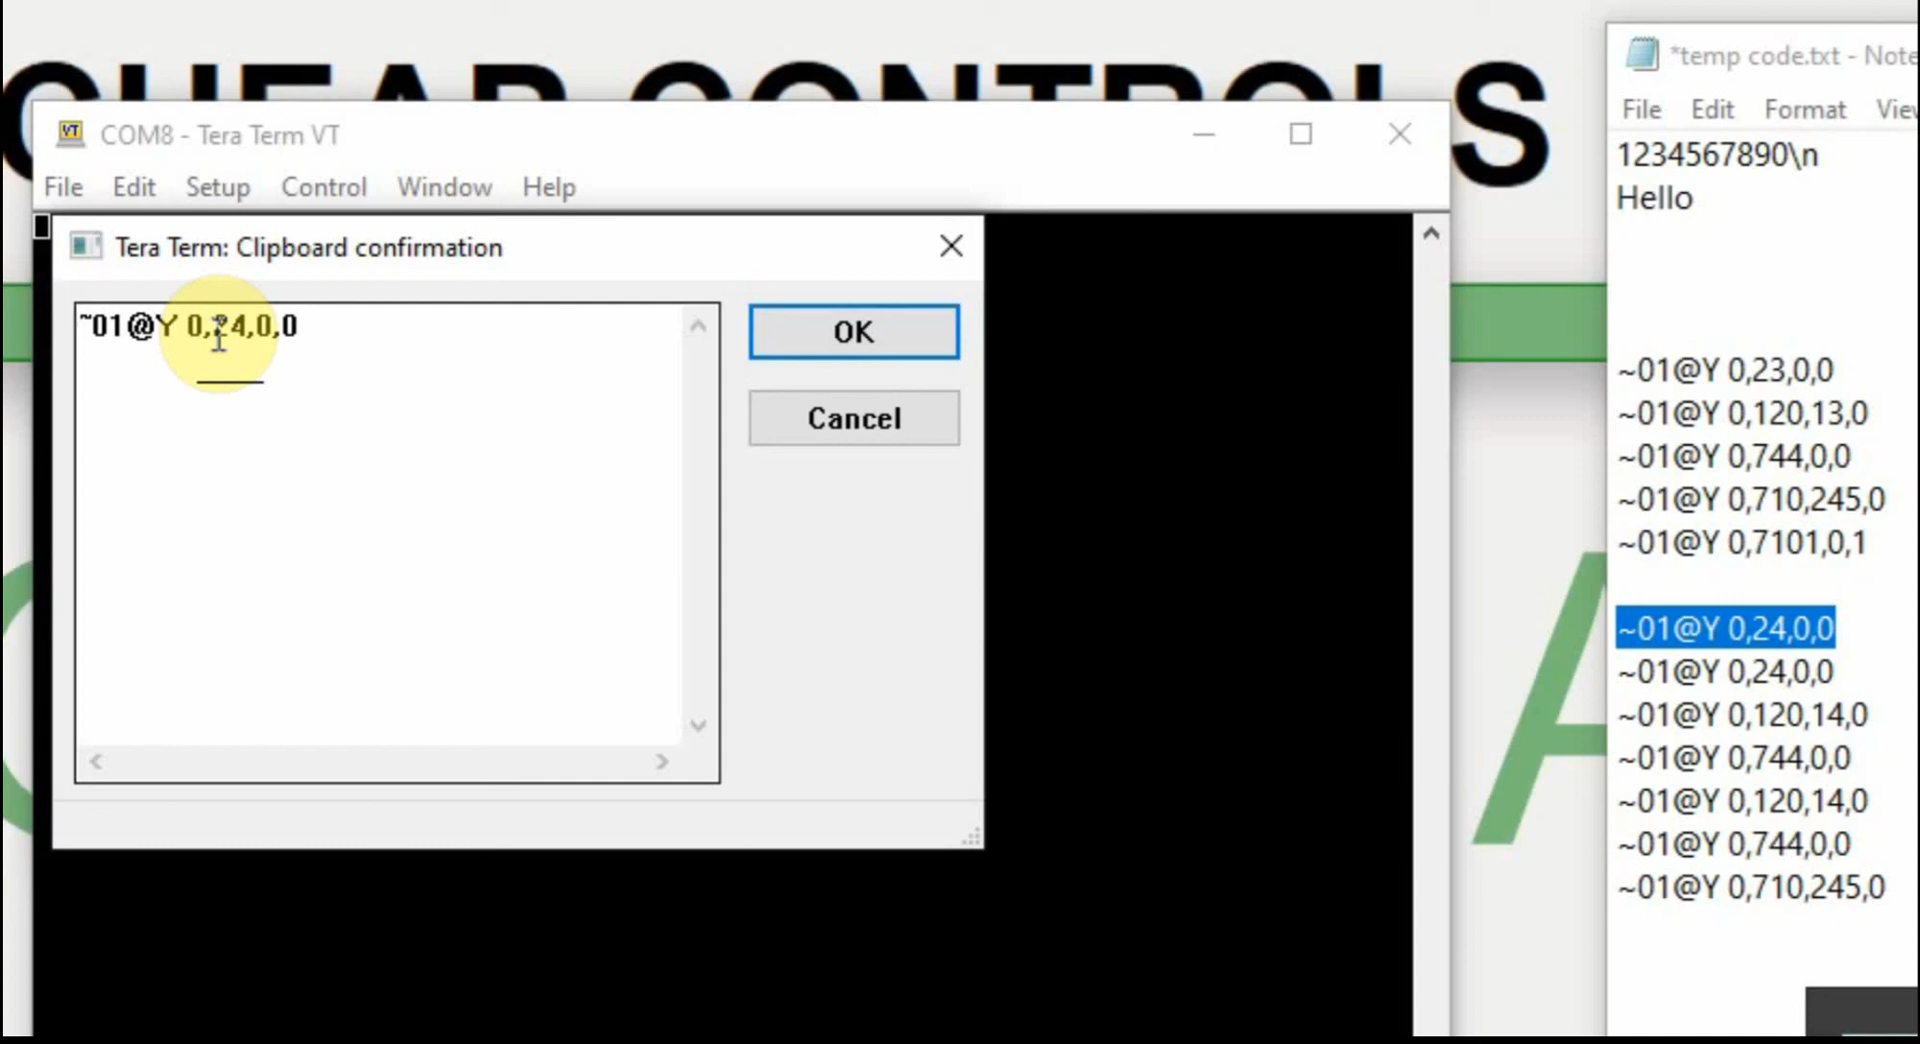 CHEAP CONTROLS
COM8 - Tera Term VT
File Edit Setup Control Window Help
Tera Term: Clipboard confirmation
~01@Y 0,24,0,0
OK
Cancel
*temp code.txt - Note
File Edit Format View
1234567890\n
Hello
~01@Y 0,23,0,0
~01@Y 0,120,13,0
~01@Y 0,744,0,0
~01@Y 0,710,245,0
~01@Y 0,7101,0,1
~01@Y 0,24,0,0
~01@Y 0,24,0,0
~01@Y 0,120,14,0
~01@Y 0,744,0,0
~01@Y 0,120,14,0
~01@Y 0,744,0,0
~01@Y 0,710,245,0